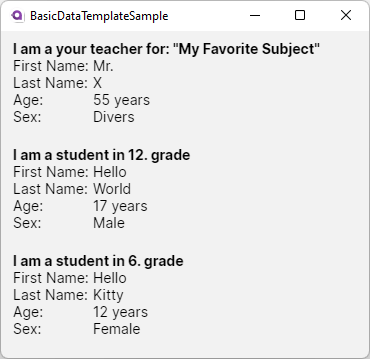 BasicDataTemplateSample
I am a your teacher for: "My Favorite Subject"
First Name: Mr.
Last Name: X
Age: 55 years
Sex: Divers
I am a student in 12. grade
First Name: Hello
Last Name: World
Age: 17 years
Sex: Male
I am a student in 6. grade
First Name: Hello
Last Name: Kitty
Age: 12 years
Sex: Female